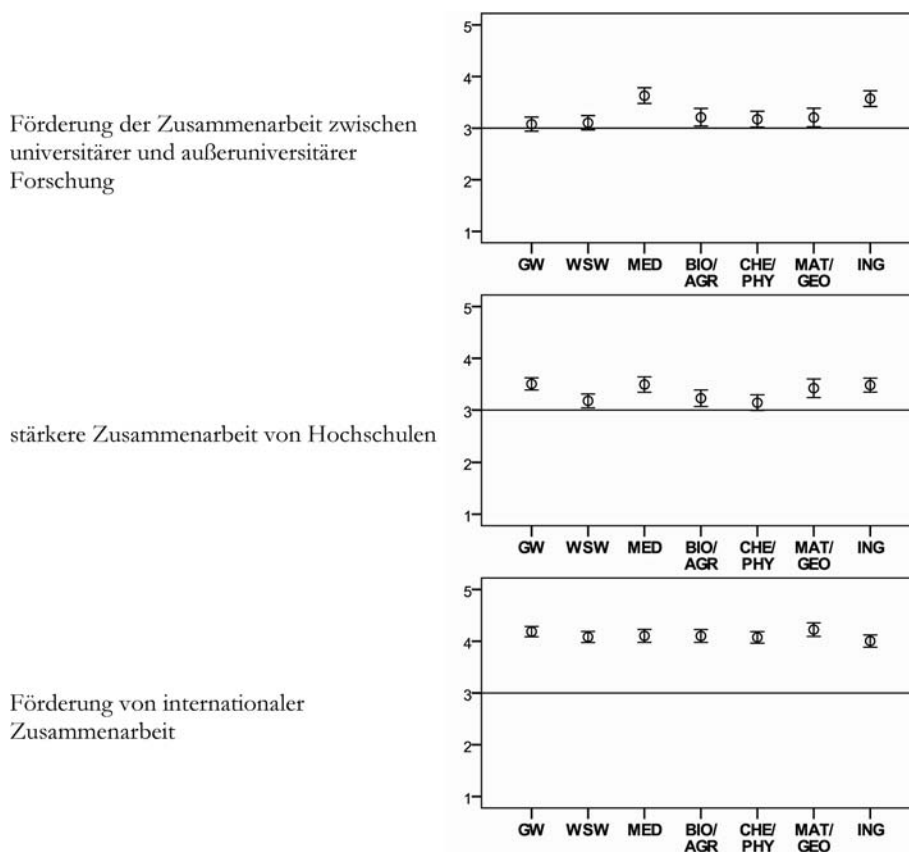 Förderung der Zusammenarbeit zwischen
universitärer und außeruniversitärer
Forschung
5
4
3
2
1
GW WSW MED BIO/ CHE/ MAT/ ING
AGR PHY GEO
stärkere Zusammenarbeit von Hochschulen
5
4
3
2
1
GW WSW MED BIO/ CHE/ MAT/ ING
AGR PHY GEO
Förderung von internationaler
Zusammenarbeit
5
4
3
2
1
GW WSW MED BIO/ CHE/ MAT/ ING
AGR PHY GEO